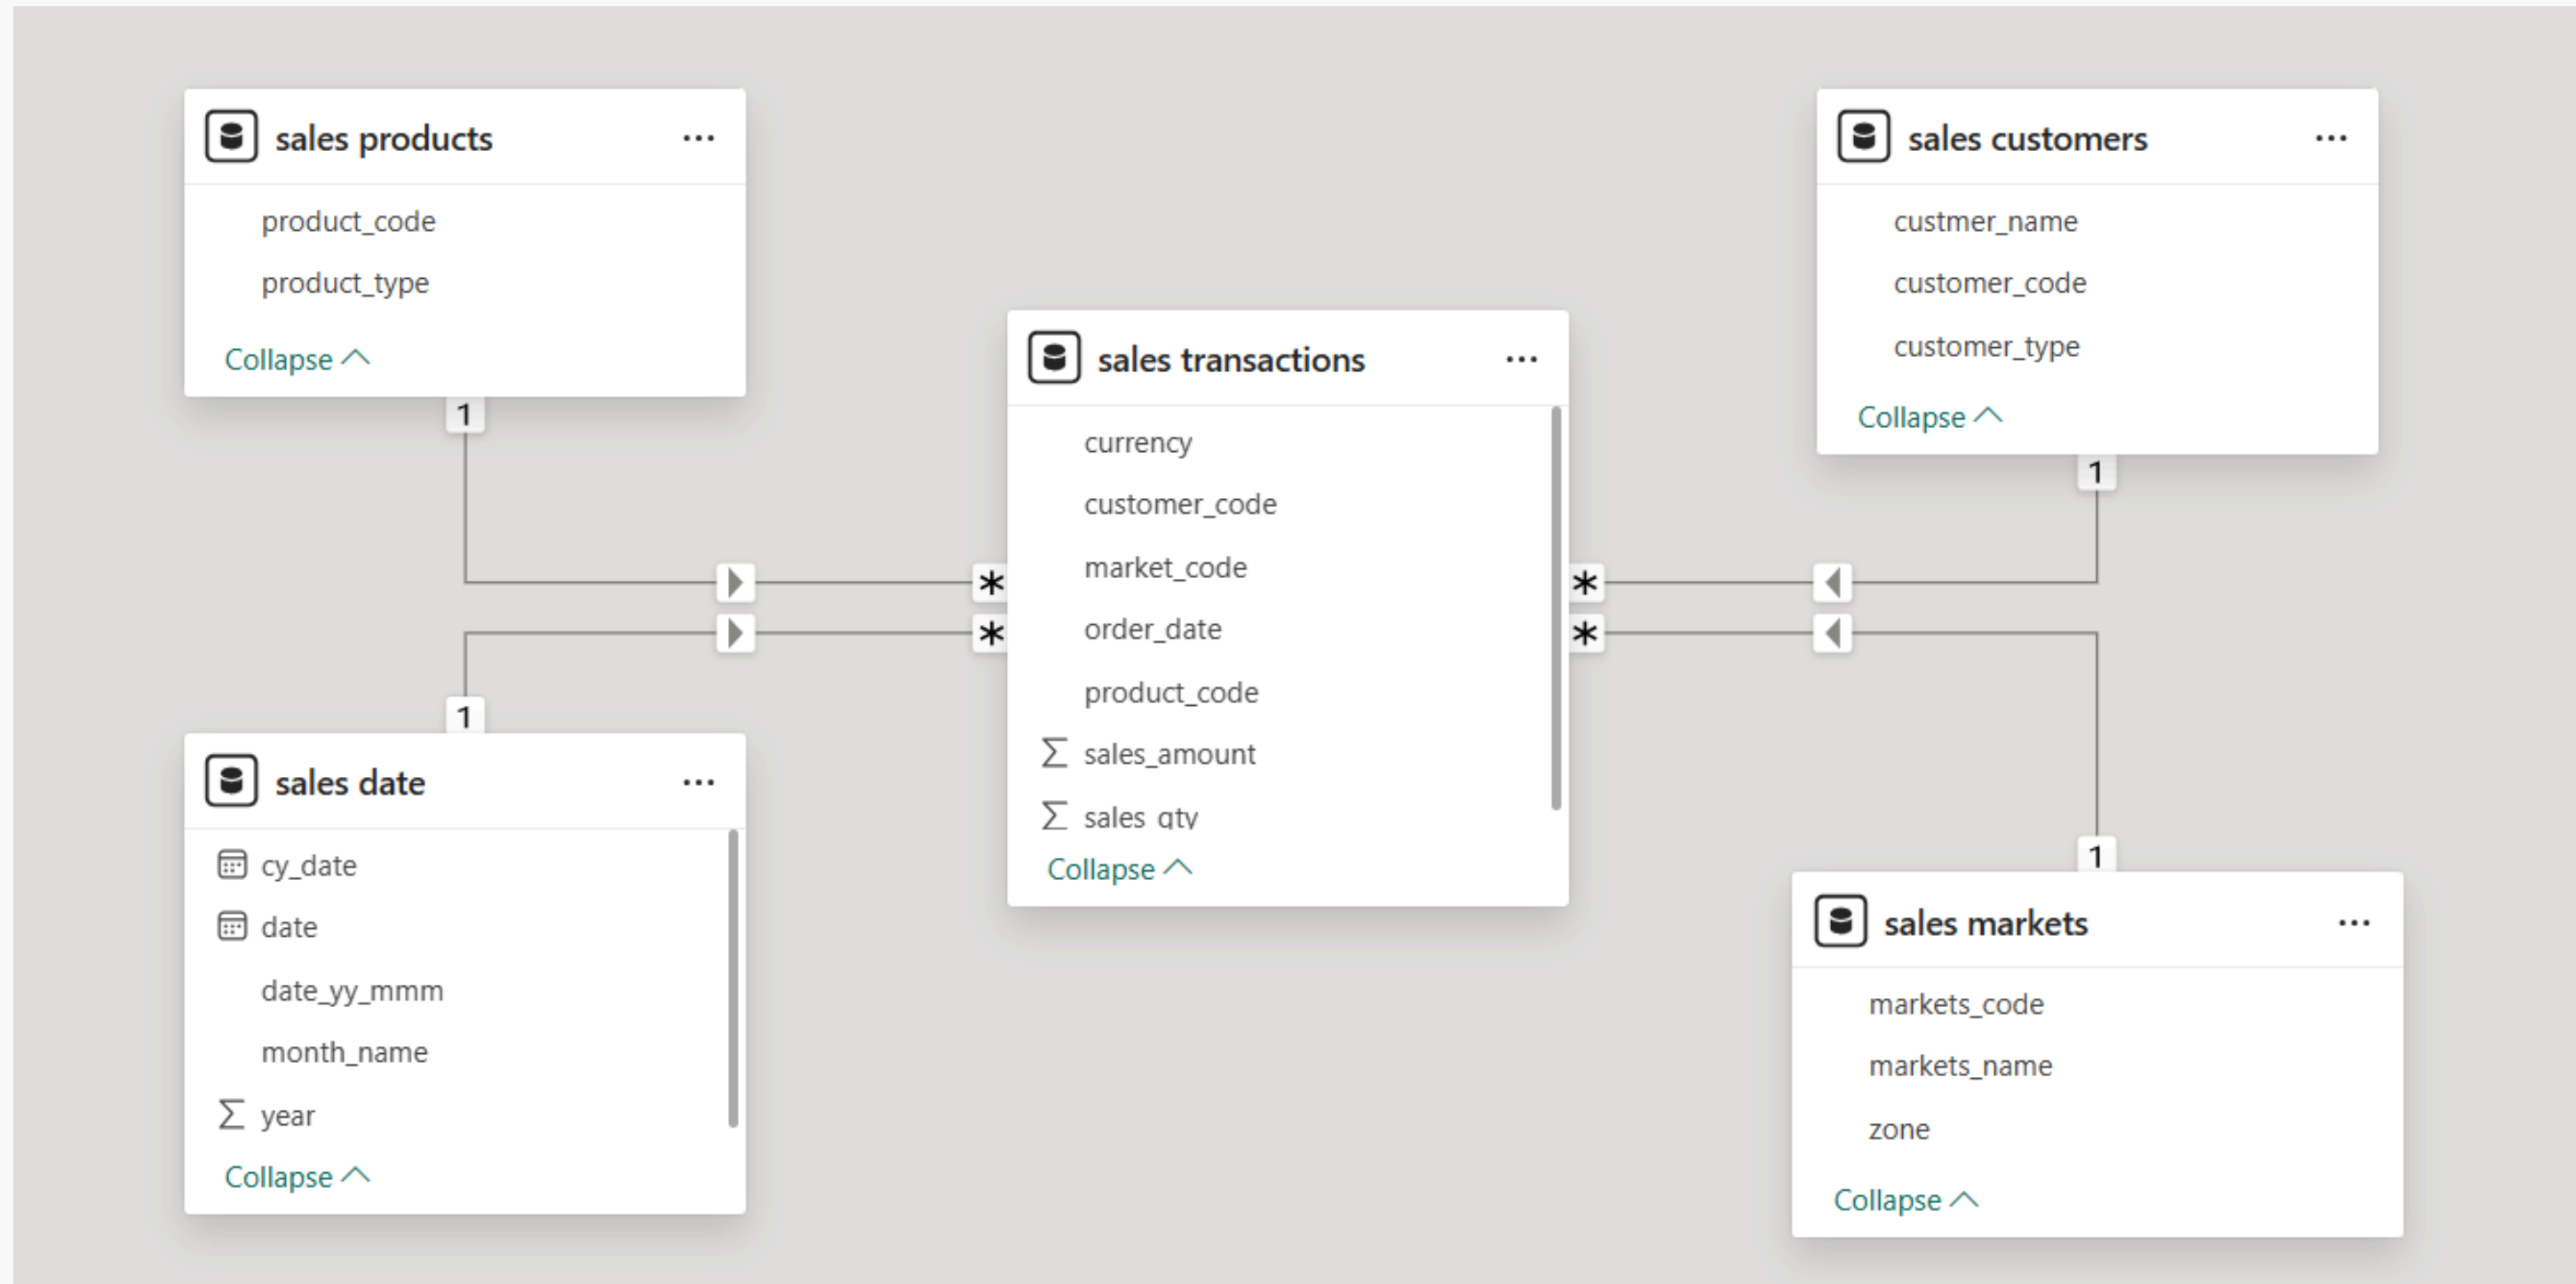 sales products
product_code
product_type
Collapse
1
sales customers
custmer_name
customer_code
customer_type
Collapse
1
sales transactions
currency
customer_code
market_code
order_date
product_code
sales_amount
sales_qty
Collapse
*
*
*
*
1
sales date
cy_date
date
date_yy_mmm
month_name
year
Collapse
1
sales markets
markets_code
markets_name
zone
Collapse